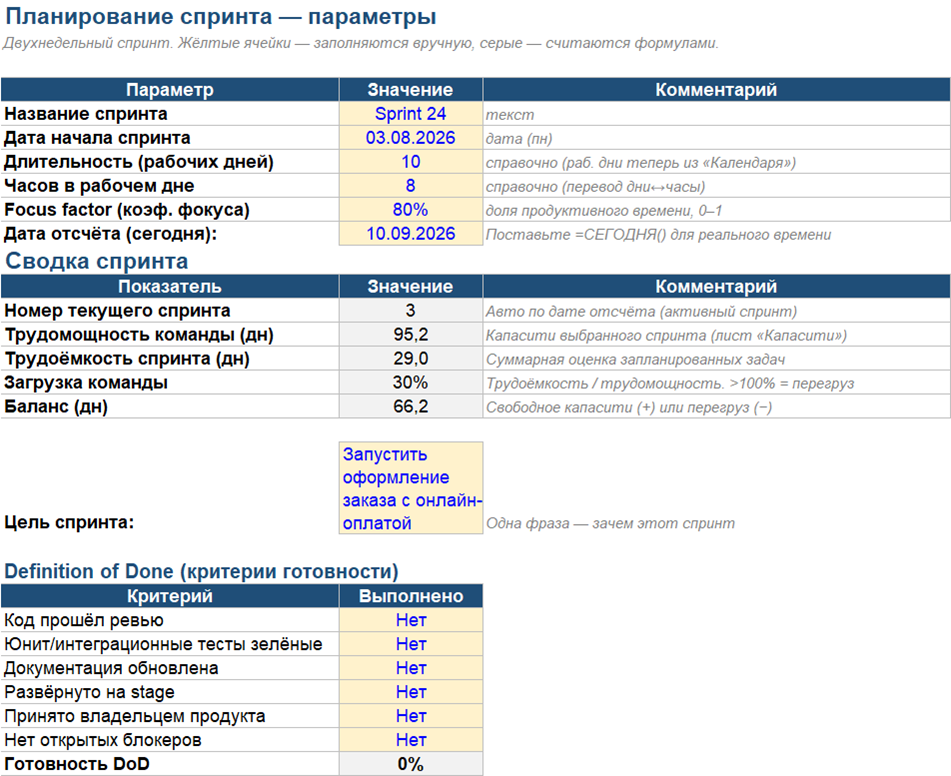 Планирование спринта — параметры
Двухнедельный спринт. Жёлтые ячейки — заполняются вручную, серые — считаются формулами.
Параметр Значение Комментарий
Название спринта Sprint 24 текст
Дата начала спринта 03.08.2026 дата (пн)
Длительность (рабочих дней) 10 справочно (раб. дни теперь из «Календаря»)
Часов в рабочем дне 8 справочно (перевод дни↔часы)
Focus factor (коэф. фокуса) 80% доля продуктивного времени, 0–1
Дата отсчёта (сегодня): 10.09.2026 Поставьте =СЕГОДНЯ() для реального времени
Сводка спринта
Показатель Значение Комментарий
Номер текущего спринта 3 Авто по дате отсчёта (активный спринт)
Трудомощность команды (дн) 95,2 Капасити выбранного спринта (лист «Капасити»)
Трудоёмкость спринта (дн) 29,0 Суммарная оценка запланированных задач
Загрузка команды 30% Трудоёмкость / трудомощность. >100% = перегруз
Баланс (дн) 66,2 Свободное капасити (+) или перегруз (−)
Запустить
оформление
заказа с онлайн-
Цель спринта: оплатой Одна фраза — зачем этот спринт
Definition of Done (критерии готовности)
Критерий Выполнено
Код прошёл ревью Нет
Юнит/интеграционные тесты зелёные Нет
Документация обновлена Нет
Развёрнуто на stage Нет
Принято владельцем продукта Нет
Нет открытых блокеров Нет
Готовность DoD 0%